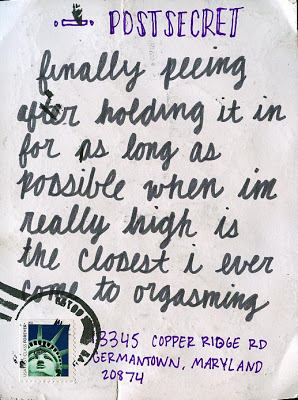 POSTSECRET
finally peeing
after holding it in
for as long as
possible when im
really high is
the closest i ever
come to orgasming
13345 COPPER RIDGE RD
GERMANTOWN, MARYLAND
20874